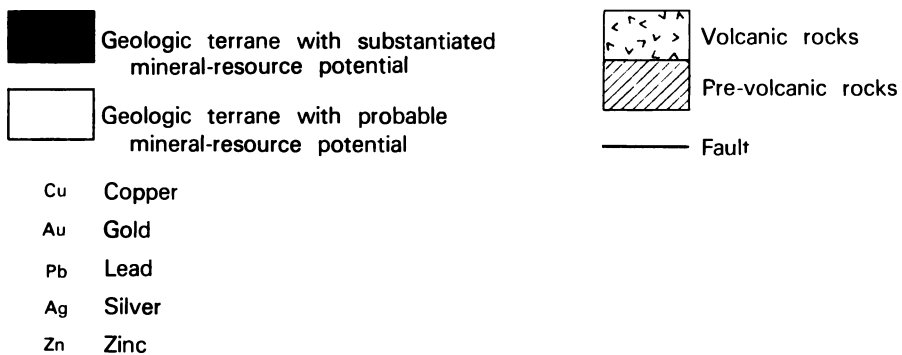 Geologic terrane with substantiated
mineral-resource potential
Geologic terrane with probable
mineral-resource potential
Cu Copper
Au Gold
Pb Lead
Ag Silver
Zn Zinc
Volcanic rocks
Pre-volcanic rocks
Fault